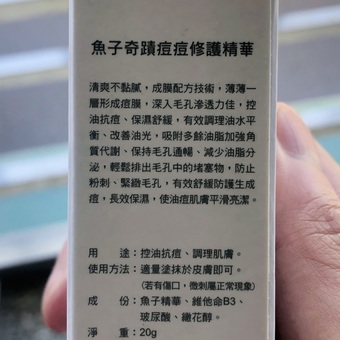 魚子奇蹟痘痘修護精華
清爽不黏膩，成膜配方技術，薄薄一
層形成痘膜，深入毛孔滲透力佳，控
油抗痘、保濕舒緩，有效調理油水平
衡、改善油光，吸附多餘油脂加強角
質代謝、保持毛孔通暢、減少油脂分
泌，輕鬆排出毛孔中的堵塞物，防止
粉刺、緊緻毛孔，有效舒緩防護生成
痘，長效保濕，使油痘肌膚平滑亮潔。
用　　途：控油抗痘、調理肌膚。
使用方法：適量塗抹於皮膚即可。
（若有傷口，微刺屬正常現象）
成　　份：魚子精華、維他命B3、
玻尿酸、繖花醇。
淨　　重：20g